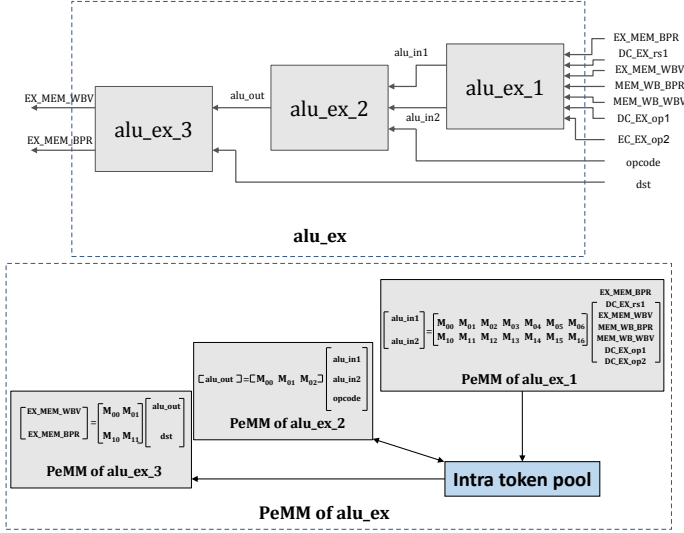 EX_MEM_BPR
DC_EX_rs1
EX_MEM_WBV
MEM_WB_BPR
MEM_WB_WBV
DC_EX_op1
EC_EX_op2
opcode
dst
alu_in1
alu_in2
alu_ex_1
alu_out
alu_ex_2
EX_MEM_WBV
EX_MEM_BPR
alu_ex_3
alu_ex
[alu_in1 alu_in2] = [M00 M01 M02 M03 M04 M05 M06
M10 M11 M12 M13 M14 M15 M16]
EX_MEM_BPR
DC_EX_rs1
EX_MEM_WBV
MEM_WB_BPR
MEM_WB_WBV
DC_EX_op1
DC_EX_op2
PeMM of alu_ex_1
[alu_out]=[M00 M01 M02]
alu_in1
alu_in2
opcode
PeMM of alu_ex_2
[EX_MEM_WBV EX_MEM_BPR] = [M00 M01
M10 M11]
alu_out
dst
PeMM of alu_ex_3
Intra token pool
PeMM of alu_ex